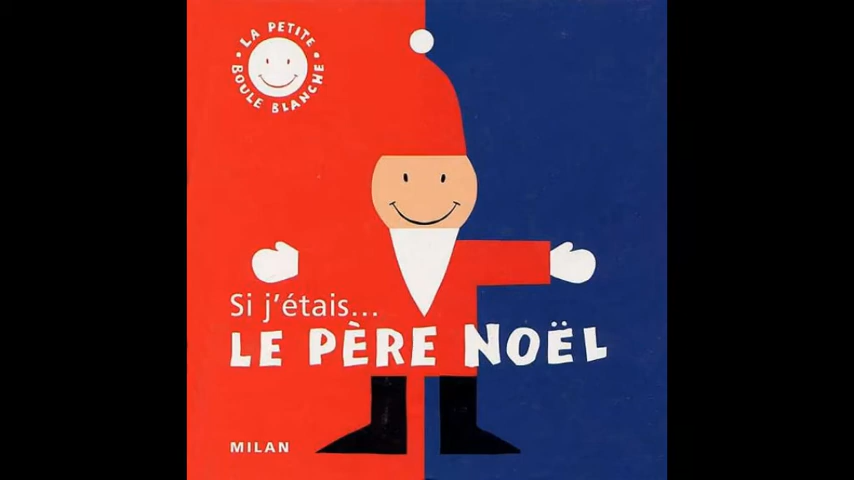 LA PETITE
BOULE BLANCHE
Si j'étais...
LE PÈRE NOËL
MILAN